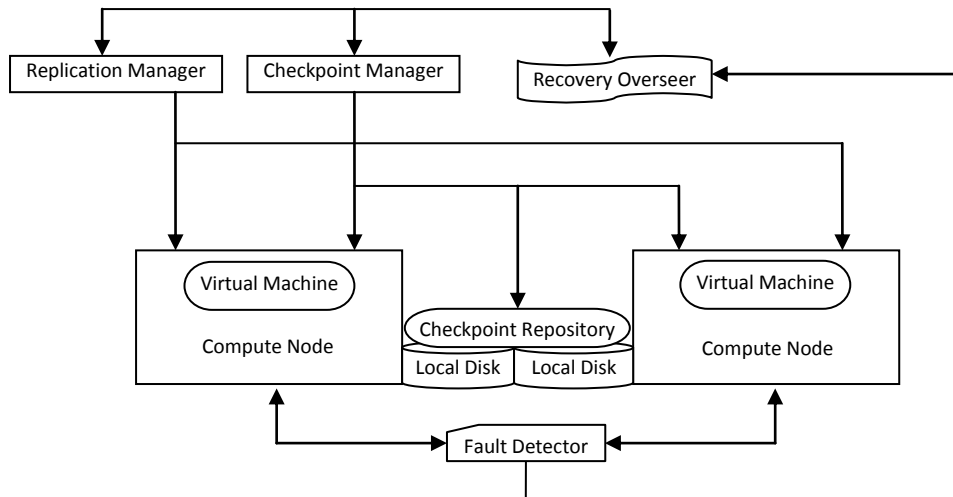 Replication Manager
Checkpoint Manager
Recovery Overseer
Virtual Machine
Compute Node
Checkpoint Repository
Local Disk
Local Disk
Virtual Machine
Compute Node
Fault Detector